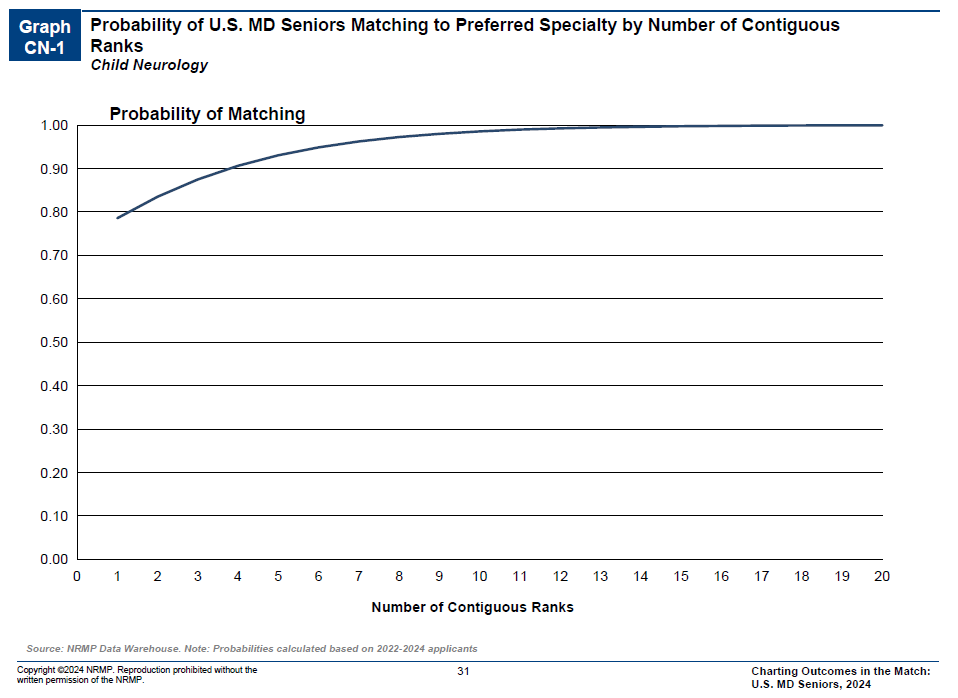 Graph
CN-1
Probability of U.S. MD Seniors Matching to Preferred Specialty by Number of Contiguous
Ranks
Child Neurology
Probability of Matching
1.00
0.90
0.80
0.70
0.60
0.50
0.40
0.30
0.20
0.10
0.00
0 1 2 3 4 5 6 7 8 9 10 11 12 13 14 15 16 17 18 19 20
Number of Contiguous Ranks
Source: NRMP Data Warehouse. Note: Probabilities calculated based on 2022-2024 applicants
Copyright ©2024 NRMP. Reproduction prohibited without the
written permission of the NRMP.
31
Charting Outcomes in the Match:
U.S. MD Seniors, 2024